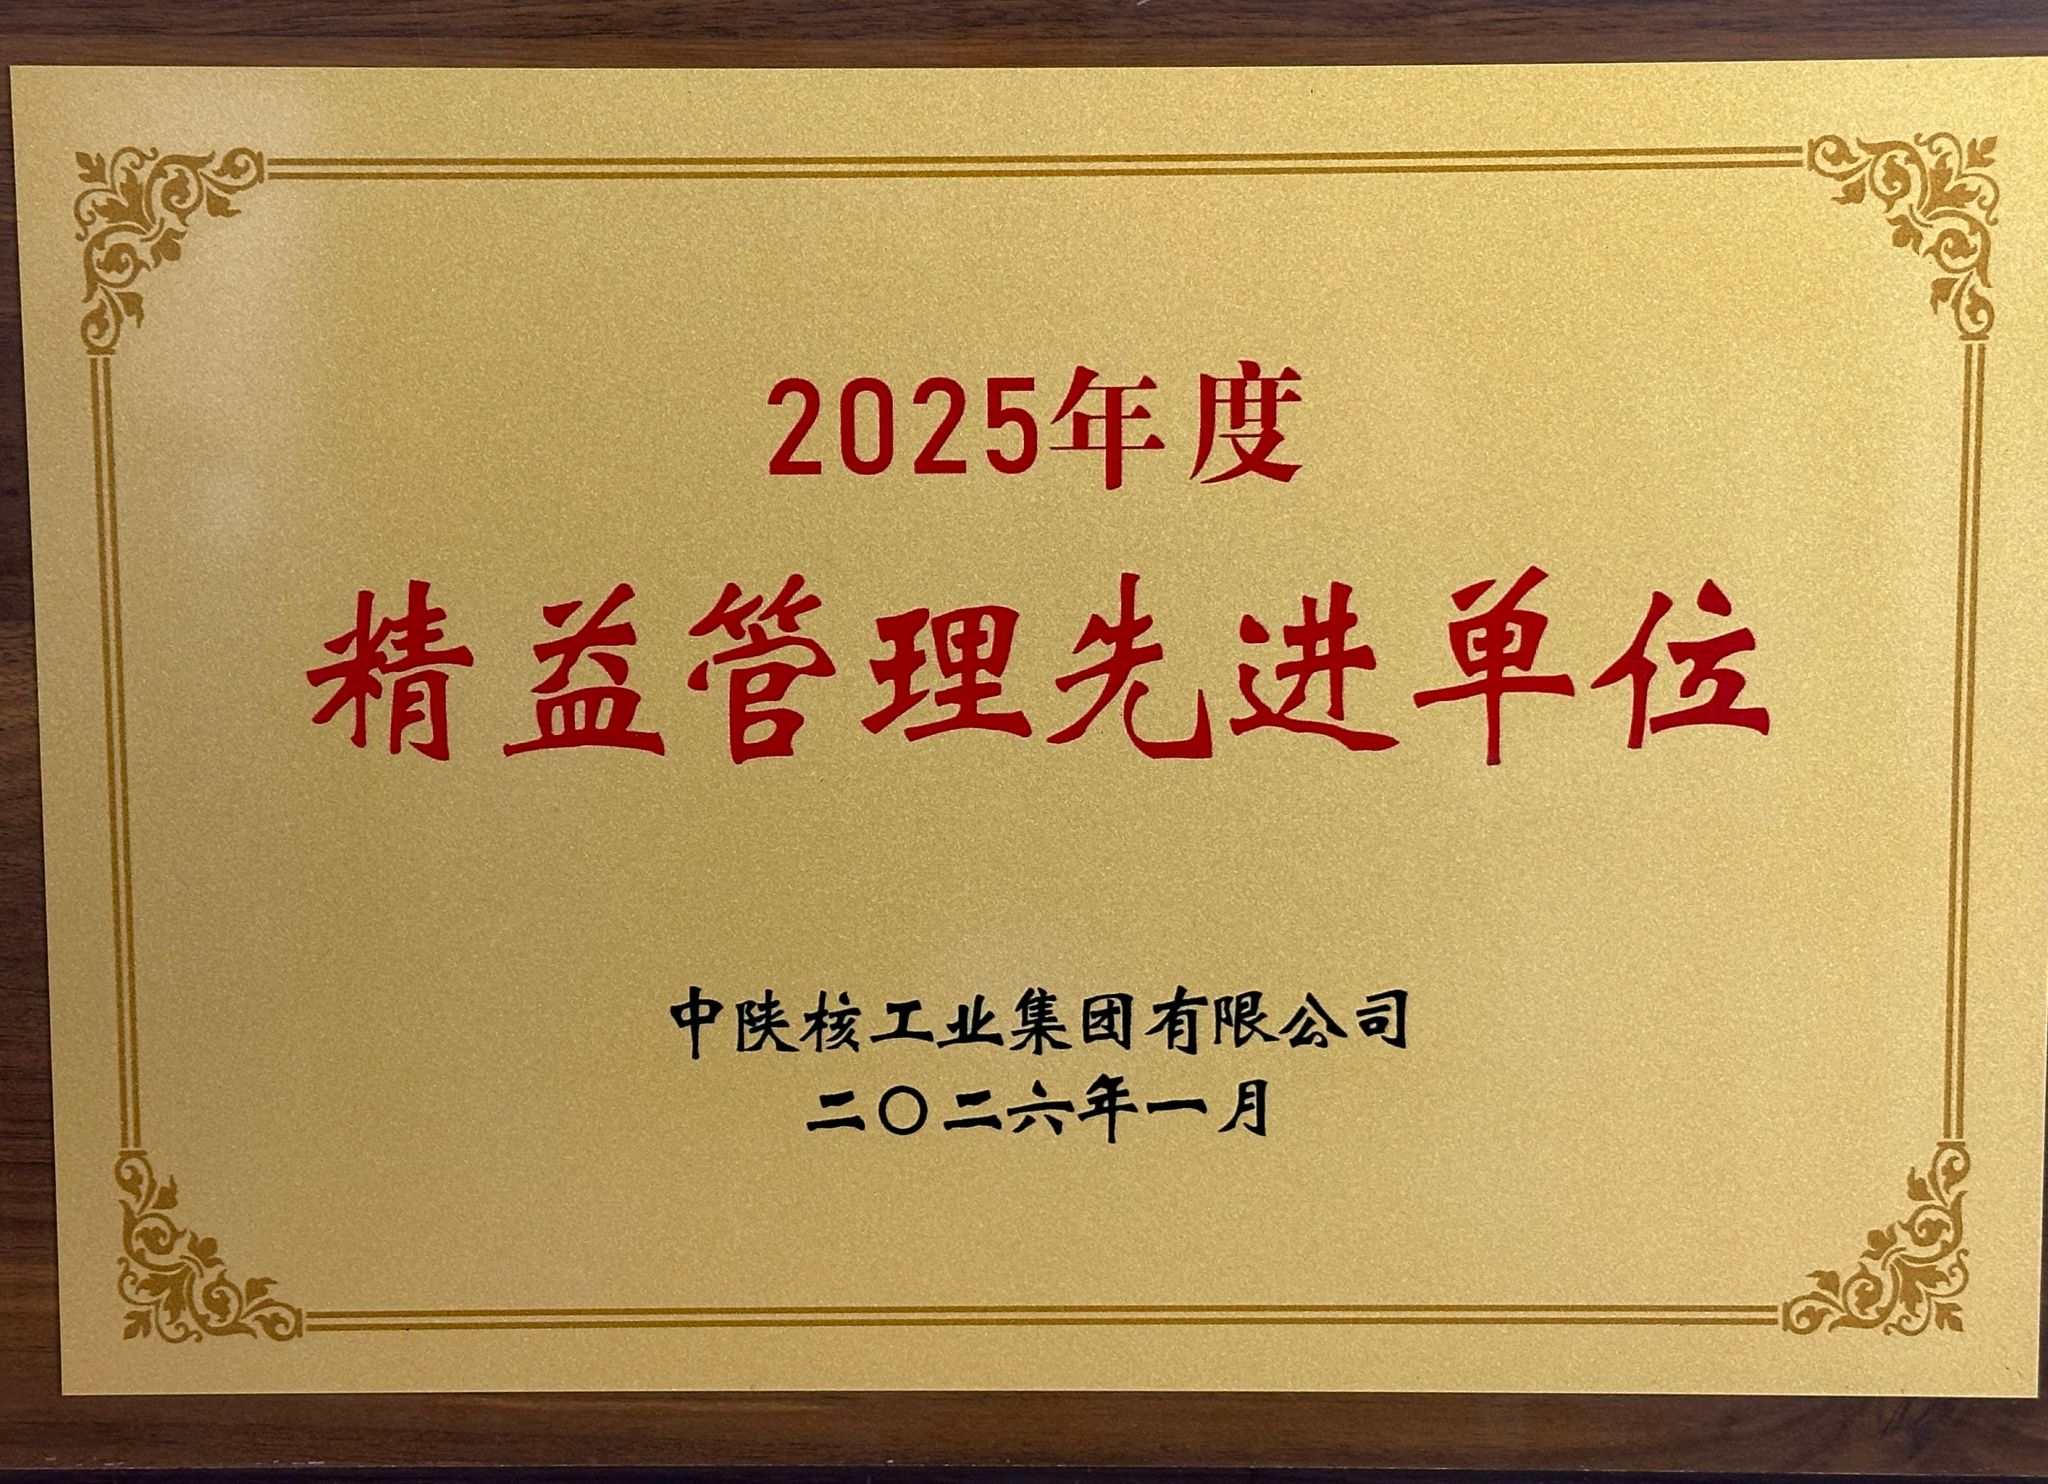 2025年度
精益管理先进单位
中陕核工业集团有限公司
二〇二六年一月